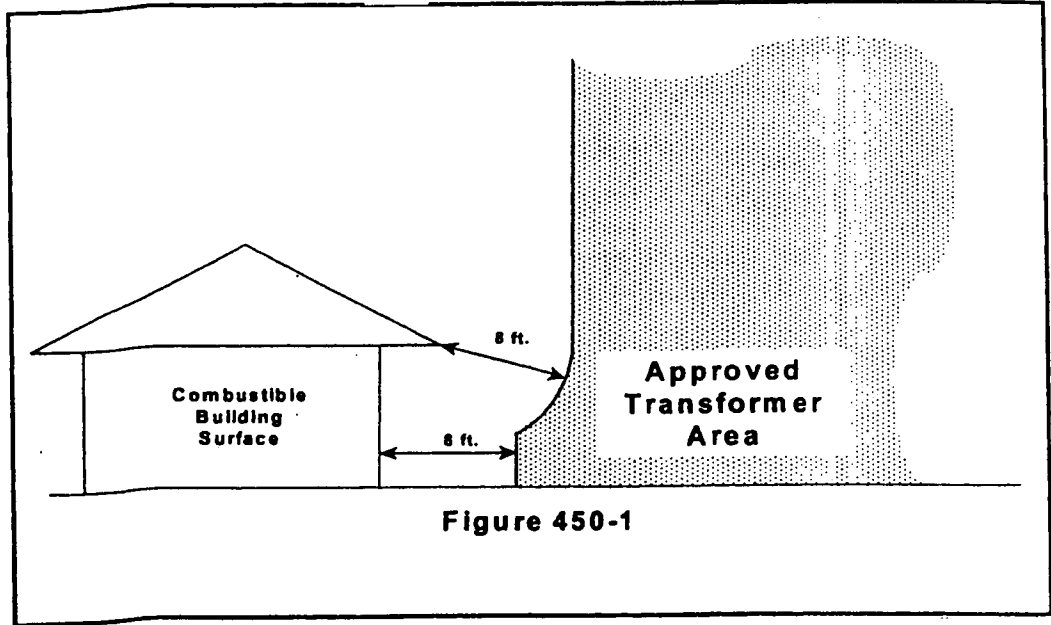 8 ft.
Combustible
Building
Surface
8 ft.
Approved
Transformer
Area
Figure 450-1